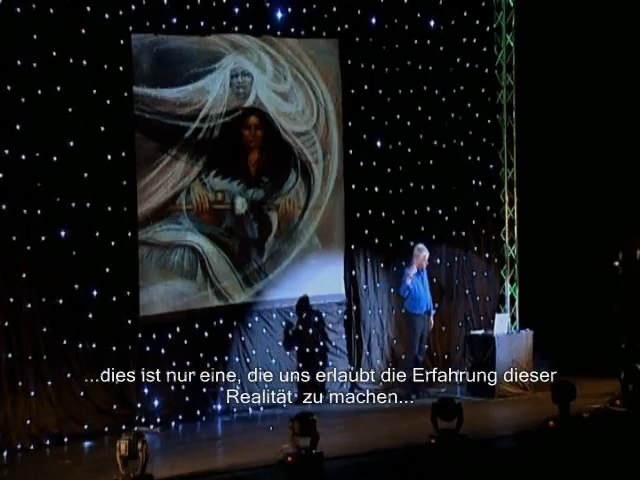 ...dies ist nur eine, die uns erlaubt die Erfahrung dieser
Realität zu machen...